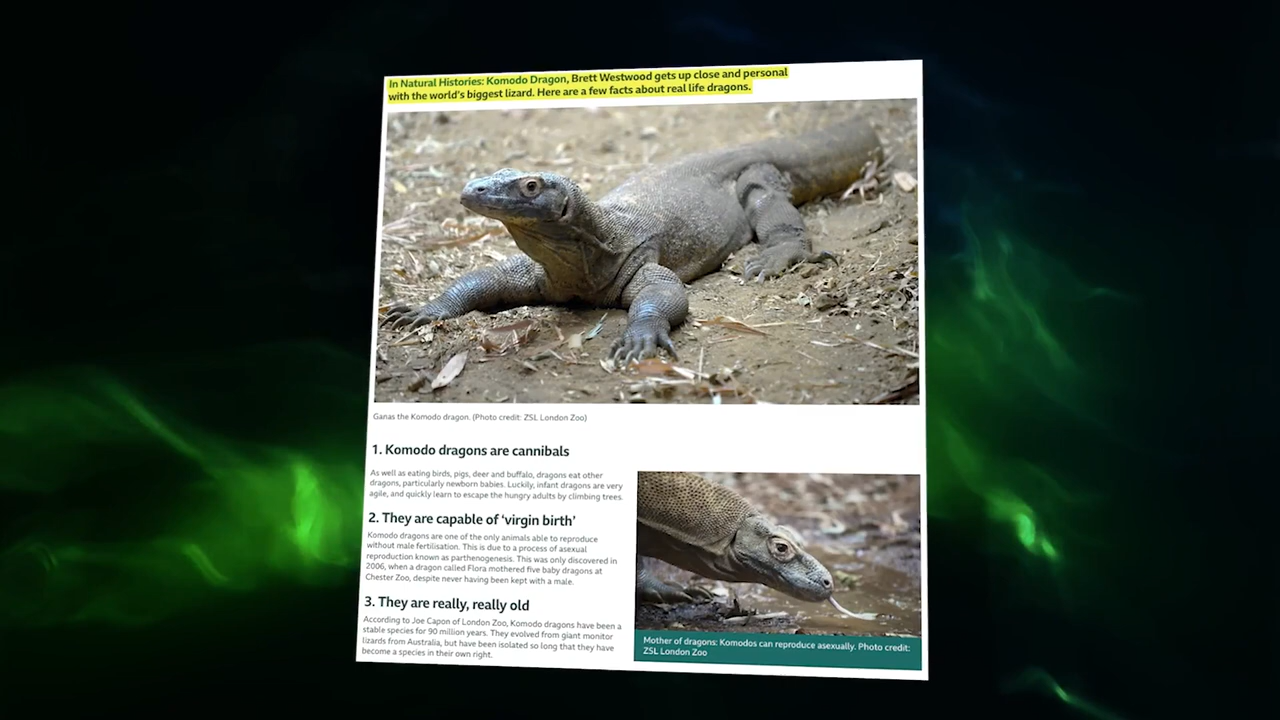 In Natural Histories: Komodo Dragon, Brett Westwood gets up close and personal
with the world's biggest lizard. Here are a few facts about real life dragons.
Ganas the Komodo dragon. (Photo credit: ZSL London Zoo)
1. Komodo dragons are cannibals
As well as eating birds, pigs, deer and buffalo, dragons eat other
dragons, particularly newborn babies. Luckily, infant dragons are very
agile, and quickly learn to escape the hungry adults by climbing trees.
2. They are capable of ‘virgin birth’
Komodo dragons are one of the only animals able to reproduce
without male fertilisation. This is due to a process of asexual
reproduction known as parthenogenesis. This was only discovered in
2006, when a dragon called Flora mothered five baby dragons at
Chester Zoo, despite never having been kept with a male.
3. They are really, really old
According to Joe Capon of London Zoo, Komodo dragons have been a
stable species for 90 million years. They evolved from giant monitor
lizards from Australia, but have been isolated so long that they have
become a species in their own right.
Mother of dragons: Komodos can reproduce asexually. Photo credit:
ZSL London Zoo